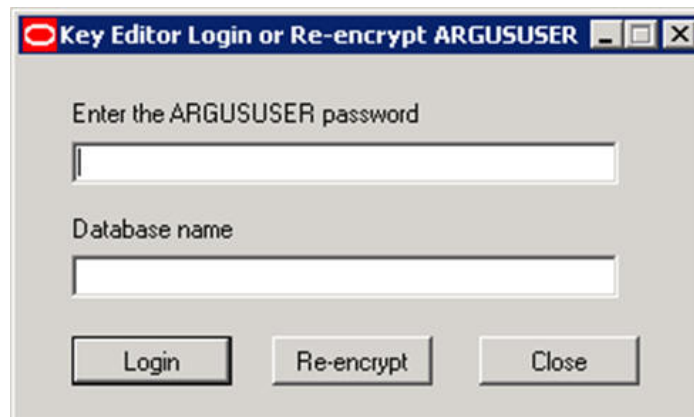 Key Editor Login or Re-encrypt ARGUSUSER
Enter the ARGUSUSER password
Database name
Login Re-encrypt Close